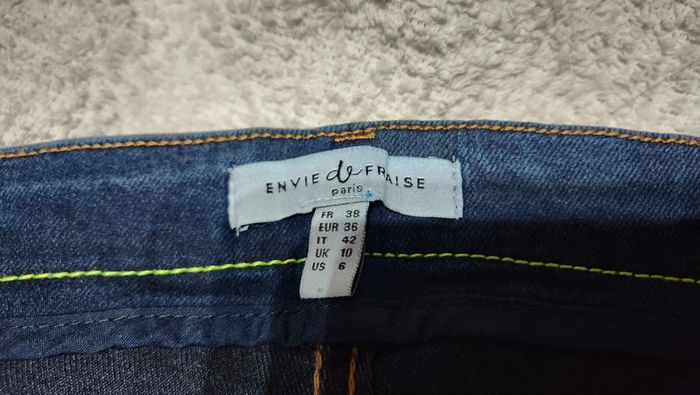 ENVIE de FRAISE
paris
FR 38
EUR 36
IT 42
UK 10
US 6